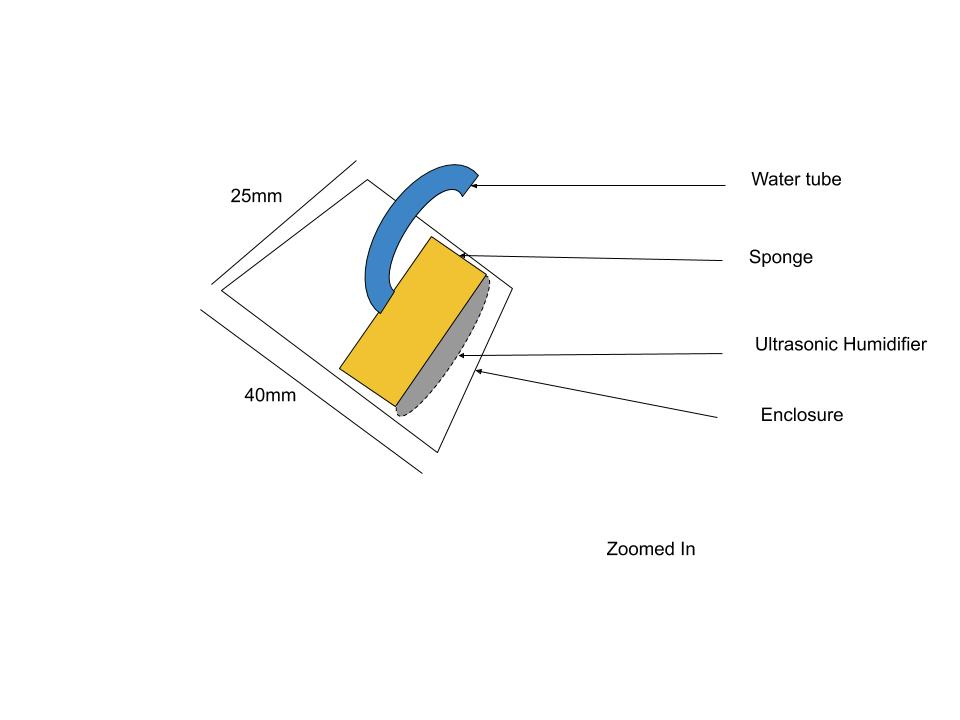 Water tube
25mm
Sponge
Ultrasonic Humidifier
40mm
Enclosure
Zoomed In